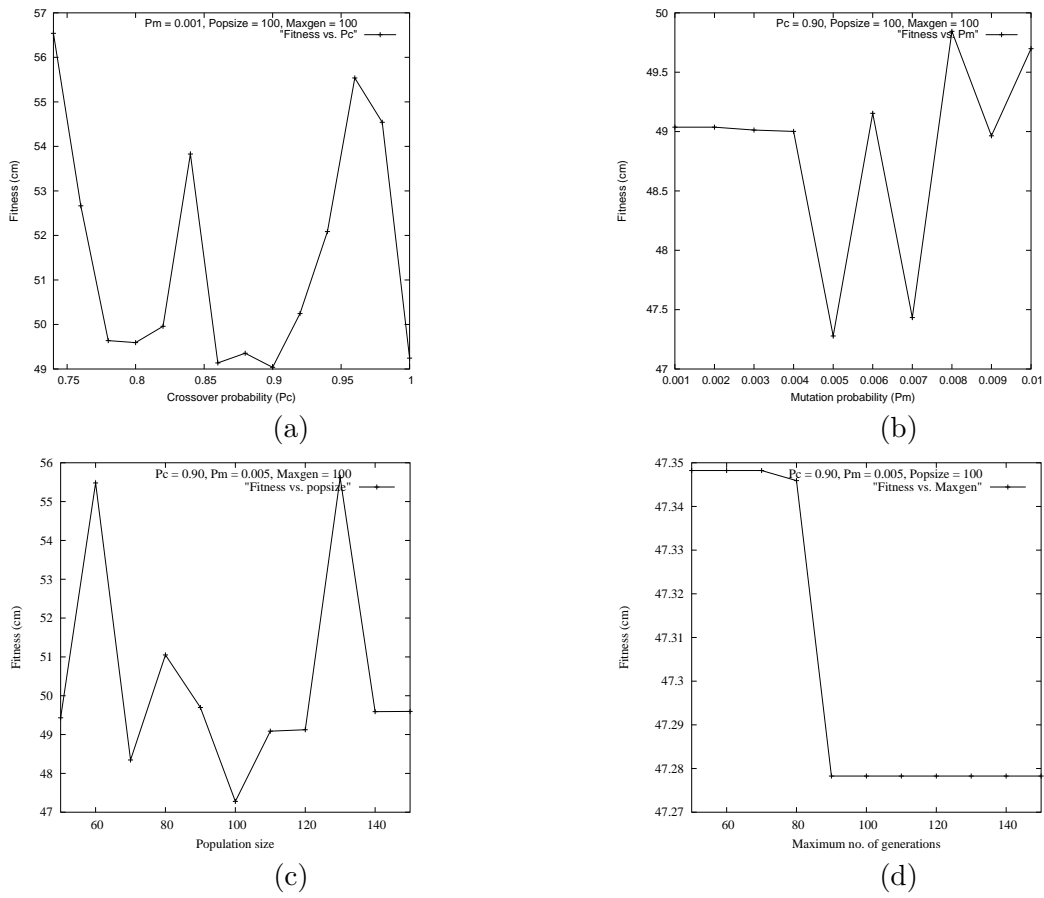 Pm = 0.001, Popsize = 100, Maxgen = 100
"Fitness vs. Pc"
57
56
55
54
53
52
51
50
49
Fitness (cm)
0.75 0.8 0.85 0.9 0.95 1
Crossover probability (Pc)
(a)
Pc = 0.90, Popsize = 100, Maxgen = 100
"Fitness vs. Pm"
50
49.5
49
48.5
48
47.5
47
Fitness (cm)
0.001 0.002 0.003 0.004 0.005 0.006 0.007 0.008 0.009 0.01
Mutation probability (Pm)
(b)
Pc = 0.90, Pm = 0.005, Maxgen = 100
"Fitness vs. popsize"
56
55
54
53
52
51
50
49
48
47
Fitness (cm)
60 80 100 120 140
Population size
(c)
Pc = 0.90, Pm = 0.005, Popsize = 100
"Fitness vs. Maxgen"
47.35
47.34
47.33
47.32
47.31
47.3
47.29
47.28
47.27
Fitness (cm)
60 80 100 120 140
Maximum no. of generations
(d)